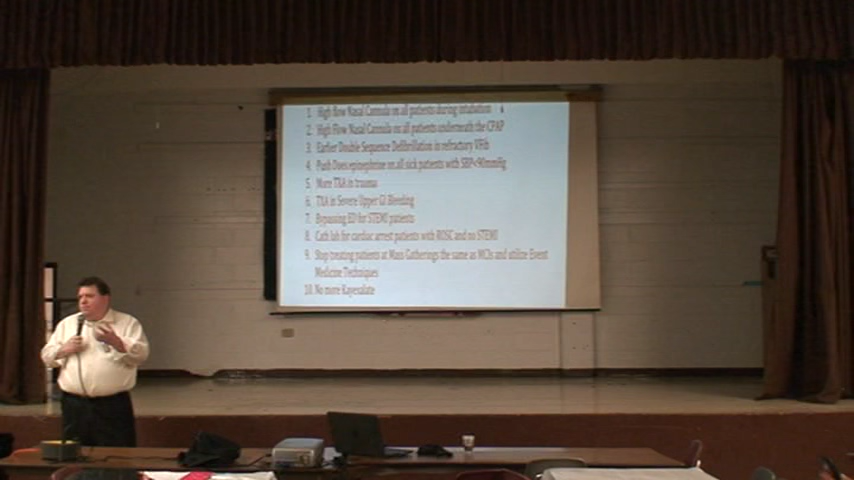 1. High flow Nasal Cannula on all patients during intubation
2. High Flow Nasal Cannula on all patients underneath the CPAP
3. Earlier Double Sequence Defibrillation in refractory VFib
4. Push Does epinephrine on all sick patients with SBP<90mmHg
5. More TXA in trauma
6. TXA in Severe Upper GI Bleeding
7. Bypassing ED for STEMI patients
8. Cath lab for cardiac arrest patients with ROSC and no STEMI
9. Stop treating patients at Mass Gatherings the same as MCIs and utilize Event
Medicine Techniques
10. No more Kayexalate